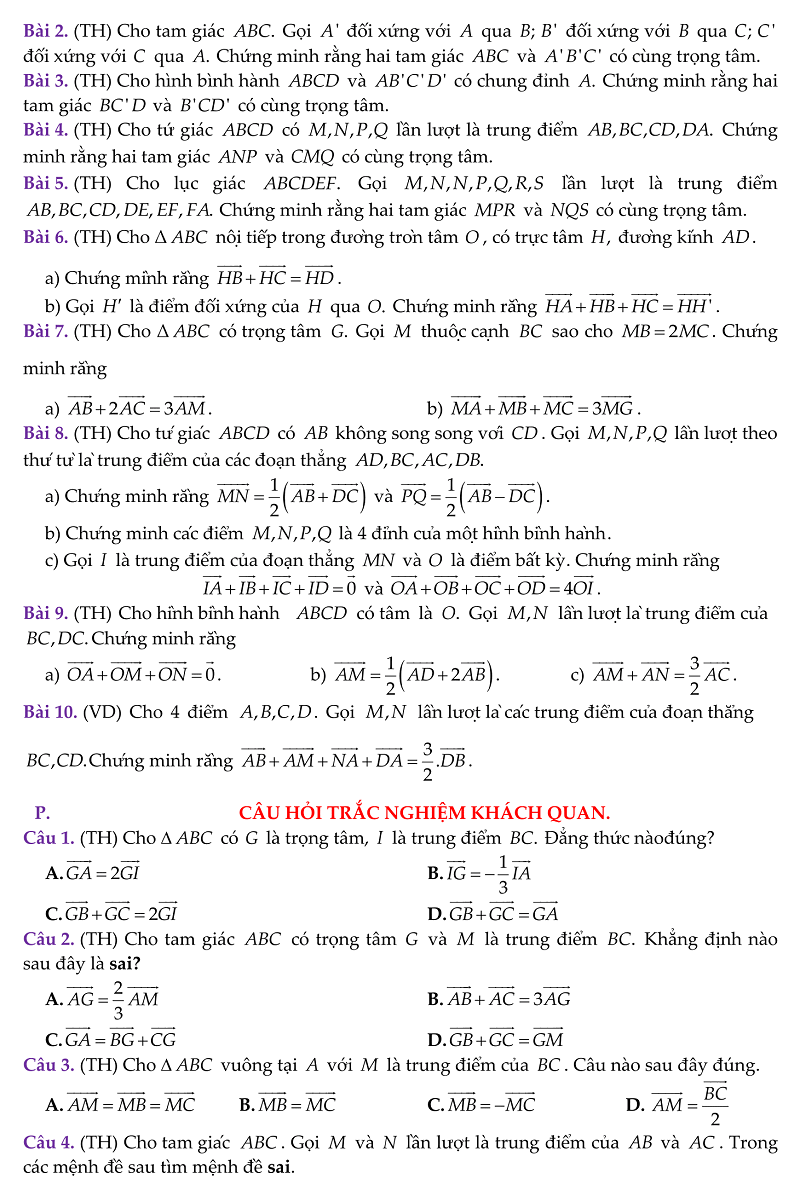 Bài 2. (TH) Cho tam giác ABC. Gọi A' đối xứng với A qua B; B' đối xứng với B qua C; C'
đối xứng với C qua A. Chứng minh rằng hai tam giác ABC và A'B'C' có cùng trọng tâm.
Bài 3. (TH) Cho hình bình hành ABCD và AB'C'D' có chung đỉnh A. Chứng minh rằng hai
tam giác BC'D và B'CD' có cùng trọng tâm.
Bài 4. (TH) Cho tứ giác ABCD có M,N,P,Q lần lượt là trung điểm AB,BC,CD,DA. Chứng
minh rằng hai tam giác ANP và CMQ có cùng trọng tâm.
Bài 5. (TH) Cho lục giác ABCDEF. Gọi M,N,N,P,Q,R,S lần lượt là trung điểm
AB,BC,CD,DE,EF,FA. Chứng minh rằng hai tam giác MPR và NQS có cùng trọng tâm.
Bài 6. (TH) Cho Δ ABC nội tiếp trong đường tròn tâm O, có trực tâm H, đường kính AD.
a) Chứng mình rằng $\overrightarrow{HB}+\overrightarrow{HC}=\overrightarrow{HD}$.
b) Gọi H' là điểm đối xứng của H qua O. Chứng minh rằng $\overrightarrow{HA}+\overrightarrow{HB}+\overrightarrow{HC}=\overrightarrow{HH'}$.
Bài 7. (TH) Cho Δ ABC có trọng tâm G. Gọi M thuộc cạnh BC sao cho MB = 2MC. Chứng
minh rằng
a) $\overrightarrow{AB}+2\overrightarrow{AC}=3\overrightarrow{AM}$. b) $\overrightarrow{MA}+\overrightarrow{MB}+\overrightarrow{MC}=3\overrightarrow{MG}$.
Bài 8. (TH) Cho tứ giác ABCD có AB không song song với CD. Gọi M,N,P,Q lần lượt theo
thứ tự là trung điểm của các đoạn thẳng AD,BC,AC,DB.
a) Chứng minh rằng $\overrightarrow{MN}=\frac{1}{2}(\overrightarrow{AB}+\overrightarrow{DC})$ và $\overrightarrow{PQ}=\frac{1}{2}(\overrightarrow{AB}-\overrightarrow{DC})$.
b) Chứng minh các điểm M,N,P,Q là 4 đỉnh của một hình bình hành.
c) Gọi I là trung điểm của đoạn thẳng MN và O là điểm bất kỳ. Chứng minh rằng
$\overrightarrow{IA}+\overrightarrow{IB}+\overrightarrow{IC}+\overrightarrow{ID}=\vec{0}$ và $\overrightarrow{OA}+\overrightarrow{OB}+\overrightarrow{OC}+\overrightarrow{OD}=4\overrightarrow{OI}$.
Bài 9. (TH) Cho hình bình hành ABCD có tâm là O. Gọi M,N lần lượt là trung điểm của
BC,DC. Chứng minh rằng
a) $\overrightarrow{OA}+\overrightarrow{OM}+\overrightarrow{ON}=\vec{0}$. b) $\overrightarrow{AM}=\frac{1}{2}(\overrightarrow{AD}+2\overrightarrow{AB})$. c) $\overrightarrow{AM}+\overrightarrow{AN}=\frac{3}{2}\overrightarrow{AC}$.
Bài 10. (VD) Cho 4 điểm A,B,C,D. Gọi M,N lần lượt là các trung điểm của đoạn thẳng
BC,CD. Chứng minh rằng $\overrightarrow{AB}+\overrightarrow{AM}+\overrightarrow{NA}+\overrightarrow{DA}=\frac{3}{2}.\overrightarrow{DB}$.
P. CÂU HỎI TRẮC NGHIỆM KHÁCH QUAN.
Câu 1. (TH) Cho Δ ABC có G là trọng tâm, I là trung điểm BC. Đẳng thức nàođúng?
A. $\overrightarrow{GA}=2\overrightarrow{GI}$ B. $\overrightarrow{IG}=-\frac{1}{3}\overrightarrow{IA}$
C. $\overrightarrow{GB}+\overrightarrow{GC}=2\overrightarrow{GI}$ D. $\overrightarrow{GB}+\overrightarrow{GC}=\overrightarrow{GA}$
Câu 2. (TH) Cho tam giác ABC có trọng tâm G và M là trung điểm BC. Khẳng định nào
sau đây là sai?
A. $\overrightarrow{AG}=\frac{2}{3}\overrightarrow{AM}$ B. $\overrightarrow{AB}+\overrightarrow{AC}=3\overrightarrow{AG}$
C. $\overrightarrow{GA}=\overrightarrow{BG}+\overrightarrow{CG}$ D. $\overrightarrow{GB}+\overrightarrow{GC}=\overrightarrow{GM}$
Câu 3. (TH) Cho Δ ABC vuông tại A với M là trung điểm của BC. Câu nào sau đây đúng.
A. $\overrightarrow{AM}=\overrightarrow{MB}=\overrightarrow{MC}$ B. $\overrightarrow{MB}=\overrightarrow{MC}$ C. $\overrightarrow{MB}=-\overrightarrow{MC}$ D. $\overrightarrow{AM}=\frac{\overrightarrow{BC}}{2}$
Câu 4. (TH) Cho tam giác ABC. Gọi M và N lần lượt là trung điểm của AB và AC. Trong
các mệnh đề sau tìm mệnh đề sai.